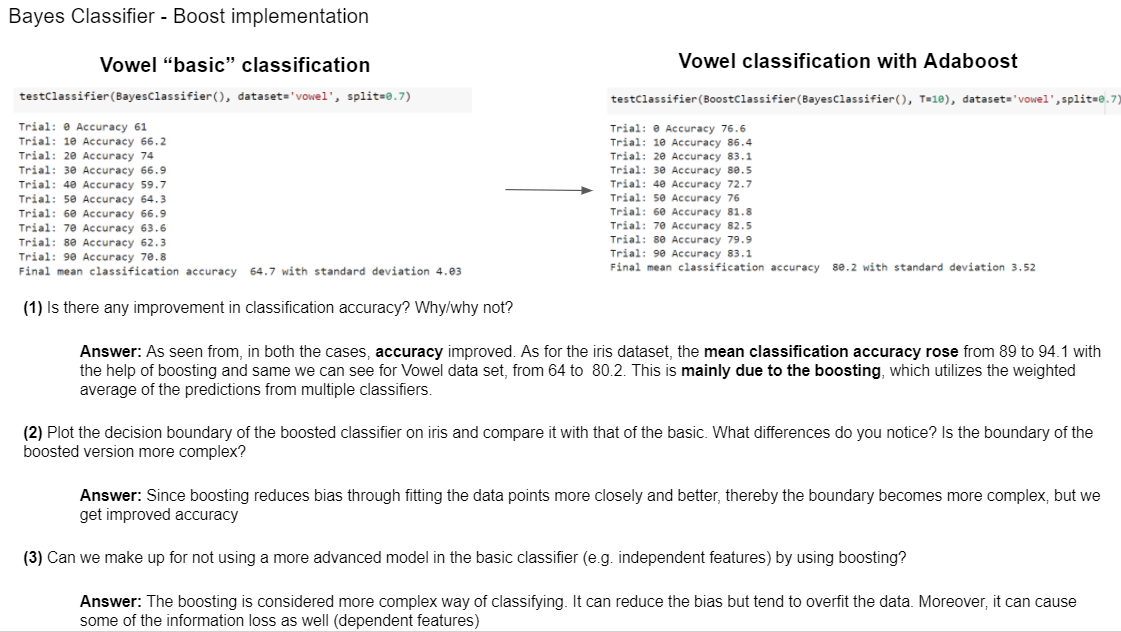 Bayes Classifier - Boost implementation
Vowel “basic” classification
testClassifier(BayesClassifier(), dataset='vowel', split=0.7)
Trial: 0 Accuracy 61
Trial: 10 Accuracy 66.2
Trial: 20 Accuracy 74
Trial: 30 Accuracy 66.9
Trial: 40 Accuracy 59.7
Trial: 50 Accuracy 64.3
Trial: 60 Accuracy 66.9
Trial: 70 Accuracy 63.6
Trial: 80 Accuracy 62.3
Trial: 90 Accuracy 70.8
Final mean classification accuracy 64.7 with standard deviation 4.03
Vowel classification with Adaboost
testClassifier(BoostClassifier(BayesClassifier(), T=10), dataset='vowel',split=0.7)
Trial: 0 Accuracy 76.6
Trial: 10 Accuracy 86.4
Trial: 20 Accuracy 83.1
Trial: 30 Accuracy 80.5
Trial: 40 Accuracy 72.7
Trial: 50 Accuracy 76
Trial: 60 Accuracy 81.8
Trial: 70 Accuracy 82.5
Trial: 80 Accuracy 79.9
Trial: 90 Accuracy 83.1
Final mean classification accuracy 80.2 with standard deviation 3.52
(1) Is there any improvement in classification accuracy? Why/why not?
Answer: As seen from, in both the cases, accuracy improved. As for the iris dataset, the mean classification accuracy rose from 89 to 94.1 with
the help of boosting and same we can see for Vowel data set, from 64 to 80.2. This is mainly due to the boosting, which utilizes the weighted
average of the predictions from multiple classifiers.
(2) Plot the decision boundary of the boosted classifier on iris and compare it with that of the basic. What differences do you notice? Is the boundary of the
boosted version more complex?
Answer: Since boosting reduces bias through fitting the data points more closely and better, thereby the boundary becomes more complex, but we
get improved accuracy
(3) Can we make up for not using a more advanced model in the basic classifier (e.g. independent features) by using boosting?
Answer: The boosting is considered more complex way of classifying. It can reduce the bias but tend to overfit the data. Moreover, it can cause
some of the information loss as well (dependent features)